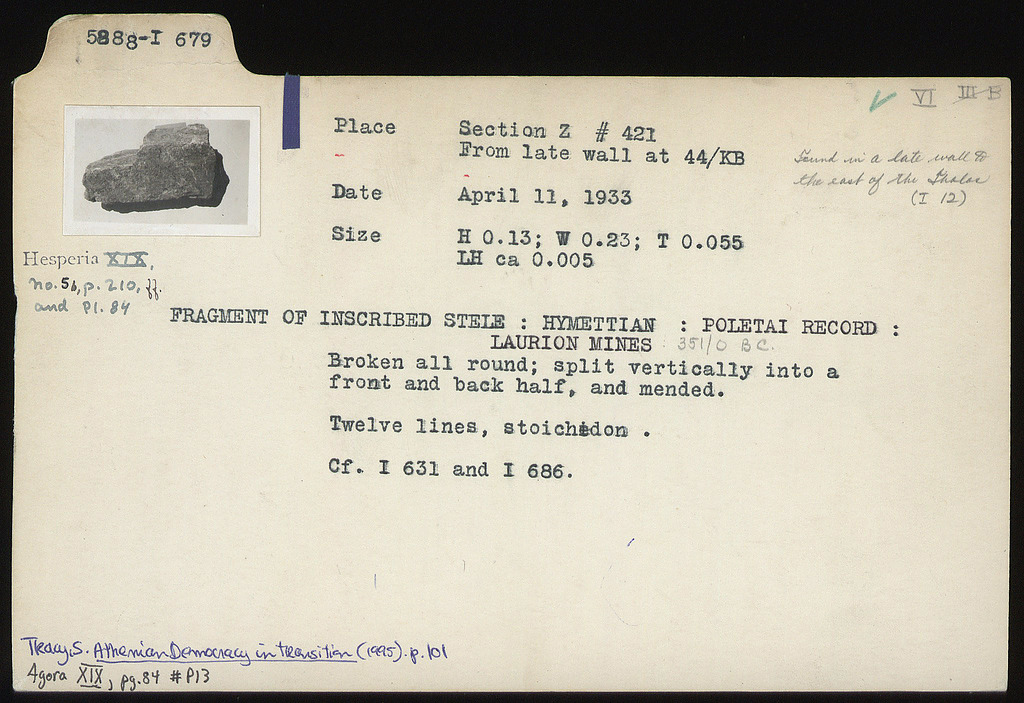 5888-I 679
VI III B
Place Section Z # 421
From late wall at 44/KB
Found in a late wall to
the east of the Tholos
(I 12)
Date April 11, 1933
Size H 0.13; W 0.23; T 0.055
LH ca 0.005
Hesperia XIX,
no. 5b, p. 210, ff.
and Pl. 84
FRAGMENT OF INSCRIBED STELE : HYMETTIAN : POLETAI RECORD :
LAURION MINES 351/0 BC.
Broken all round; split vertically into a
front and back half, and mended.
Twelve lines, stoichedon .
Cf. I 631 and I 686.
Tracy, S. Athenian Democracy in transition (1995). p. 101
Agora XIX, pg. 84 #P13